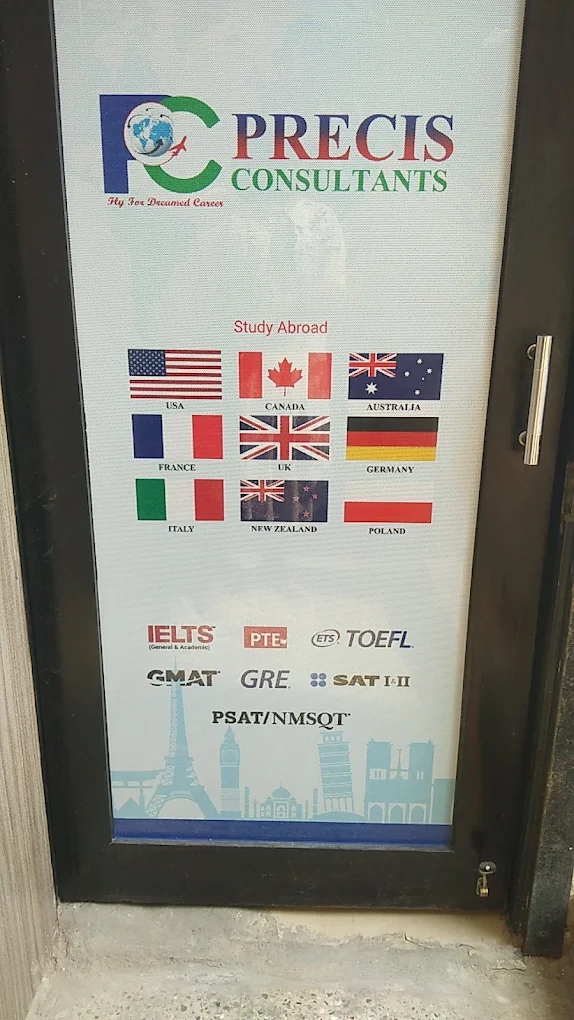 PC PRECIS
CONSULTANTS
Fly For Dreamed Career
Study Abroad
USA CANADA AUSTRALIA
FRANCE UK GERMANY
ITALY NEW ZEALAND POLAND
IELTS PTE ETS TOEFL
(General & Academic)
GMAT GRE SAT I&II
PSAT/NMSQT